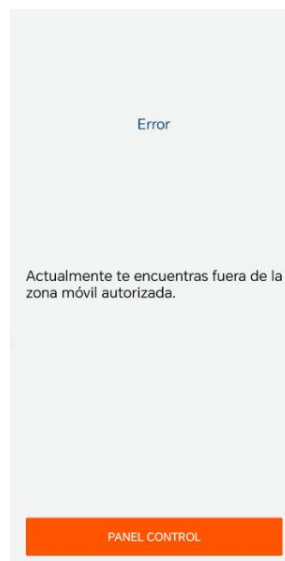 Error
Actualmente te encuentras fuera de la
zona móvil autorizada.
PANEL CONTROL